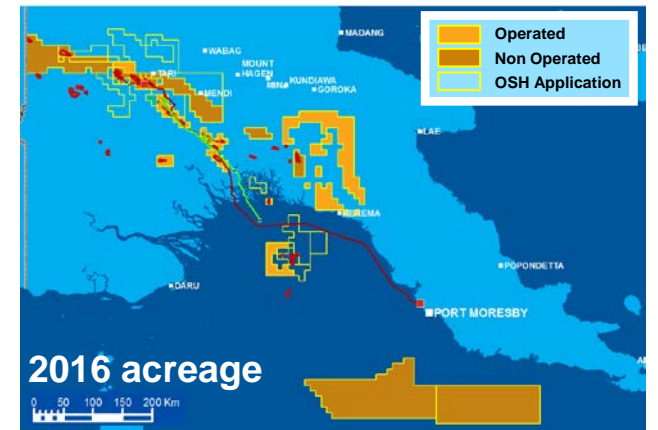 MADANG
WABAG
MOUNT
HAGEN
TARI
KUNDIAWA
MENDI
GOROKA
Operated
Non Operated
OSH Application
LAE
KEREMA
POPONDETTA
DARU
PORT MORESBY
2016 acreage
0 50 100 150 200 Km